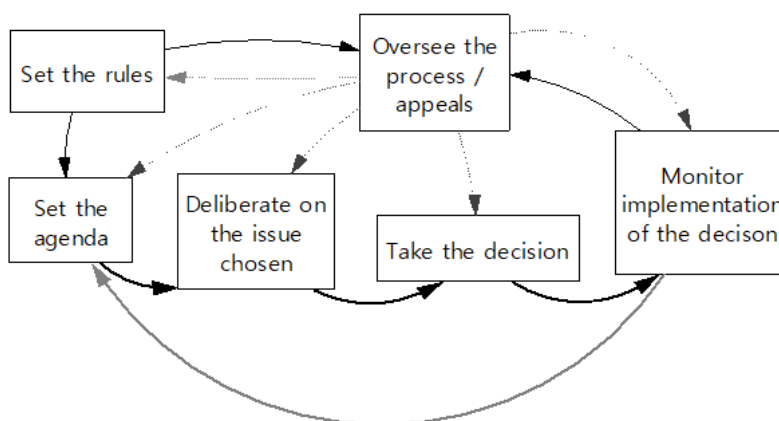 Set the rules
Oversee the
process /
appeals
Set the
agenda
Deliberate on
the issue
chosen
Take the decision
Monitor
implementation
of the decison